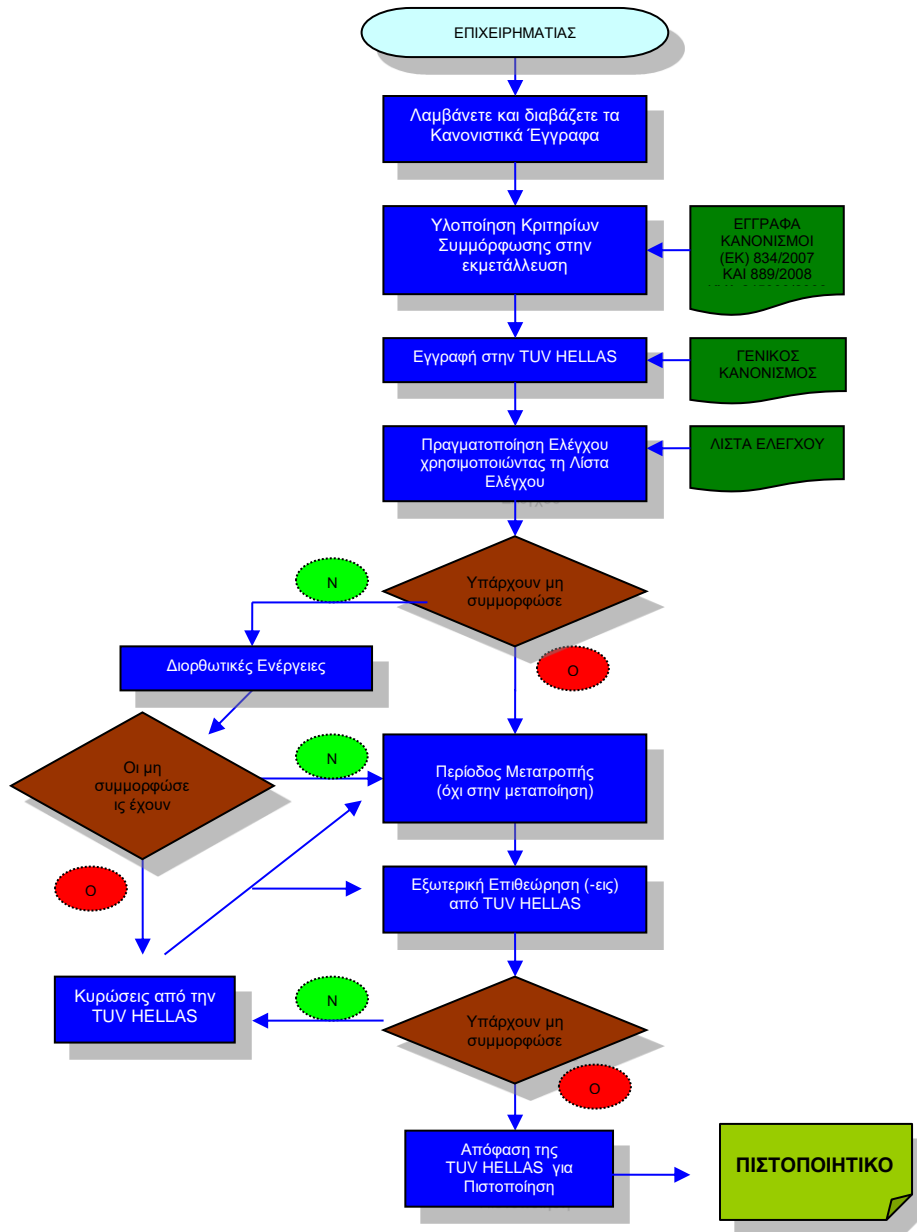 ΕΠΙΧΕΙΡΗΜΑΤΙΑΣ
Λαμβάνετε και διαβάζετε τα
Κανονιστικά Έγγραφα
Υλοποίηση Κριτηρίων
Συμμόρφωσης στην
εκμετάλλευση
ΕΓΓΡΑΦΑ
ΚΑΝΟΝΙΣΜΟΙ
(ΕΚ) 834/2007
ΚΑΙ 889/2008
Εγγραφή στην TUV HELLAS
ΓΕΝΙΚΟΣ
ΚΑΝΟΝΙΣΜΟΣ
Πραγματοποίηση Ελέγχου
χρησιμοποιώντας τη Λίστα
Ελέγχου
ΛΙΣΤΑ ΕΛΕΓΧΟΥ
Υπάρχουν μη
συμμορφώσε
Ν
Ο
Διορθωτικές Ενέργειες
Οι μη
συμμορφώσε
ις έχουν
Ν
Περίοδος Μετατροπής
(όχι στην μεταποίηση)
Ο
Εξωτερική Επιθεώρηση (-εις)
από TUV HELLAS
Κυρώσεις από την
TUV HELLAS
Ν
Υπάρχουν μη
συμμορφώσε
Ο
Απόφαση της
TUV HELLAS για
Πιστοποίηση
ΠΙΣΤΟΠΟΙΗΤΙΚΟ